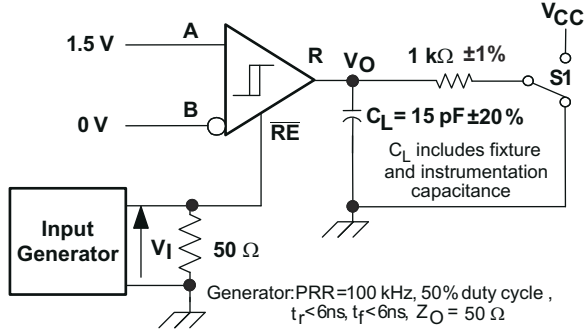 VCC
1.5 V
A
R
VO
1 kΩ ±1%
S1
0 V
B
RE
CL = 15 pF ±20%
CL includes fixture
and instrumentation
capacitance
Input
Generator
VI
50 Ω
Generator:PRR=100 kHz, 50% duty cycle ,
tr<6ns, tf<6ns, ZO = 50 Ω